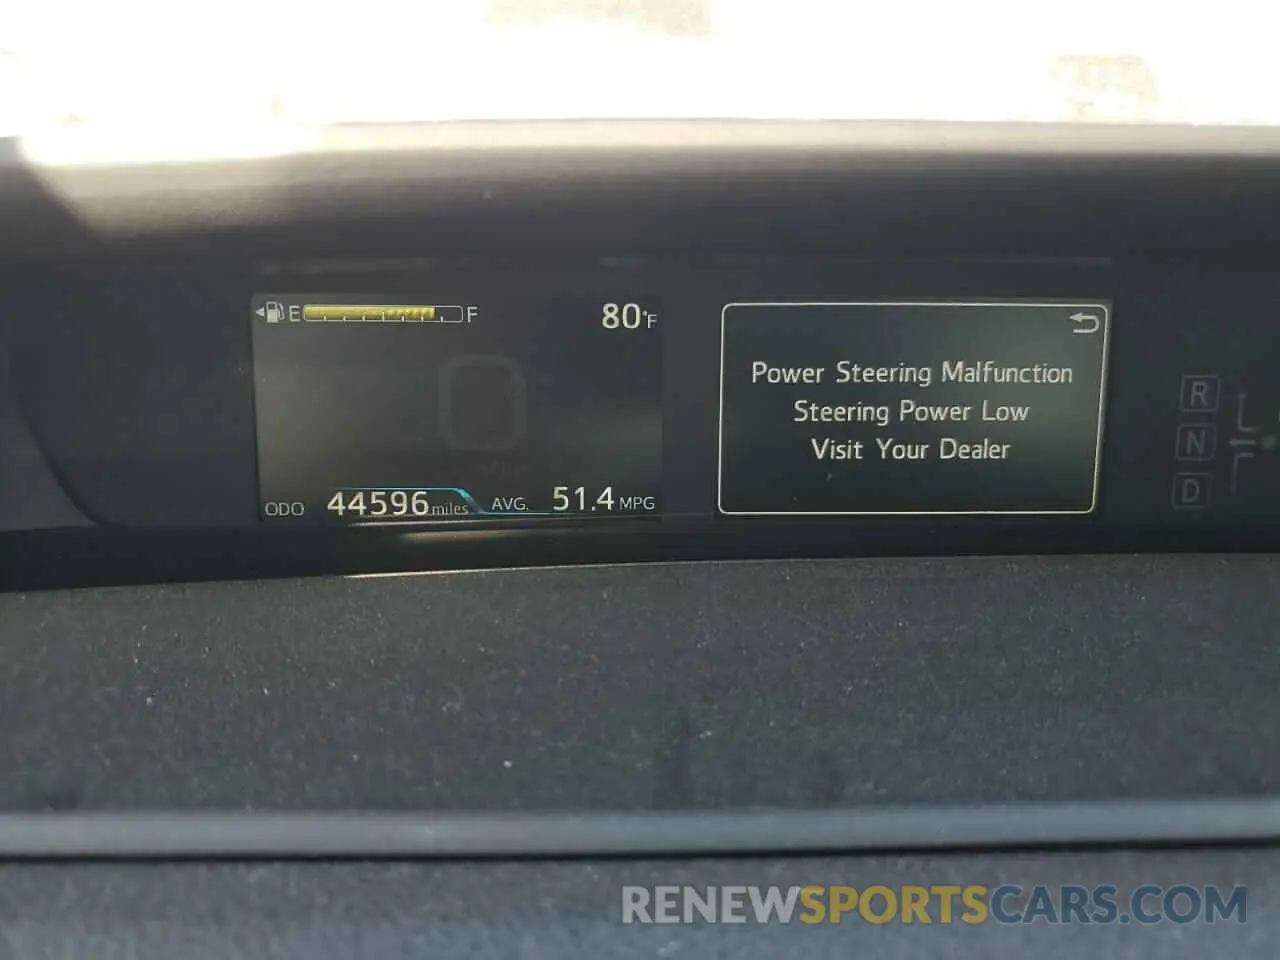 E F 80°F
Power Steering Malfunction
Steering Power Low
Visit Your Dealer
ODO 44596 miles AVG. 51.4 MPG
R
N
D
RENEWSPORTSCARS.COM